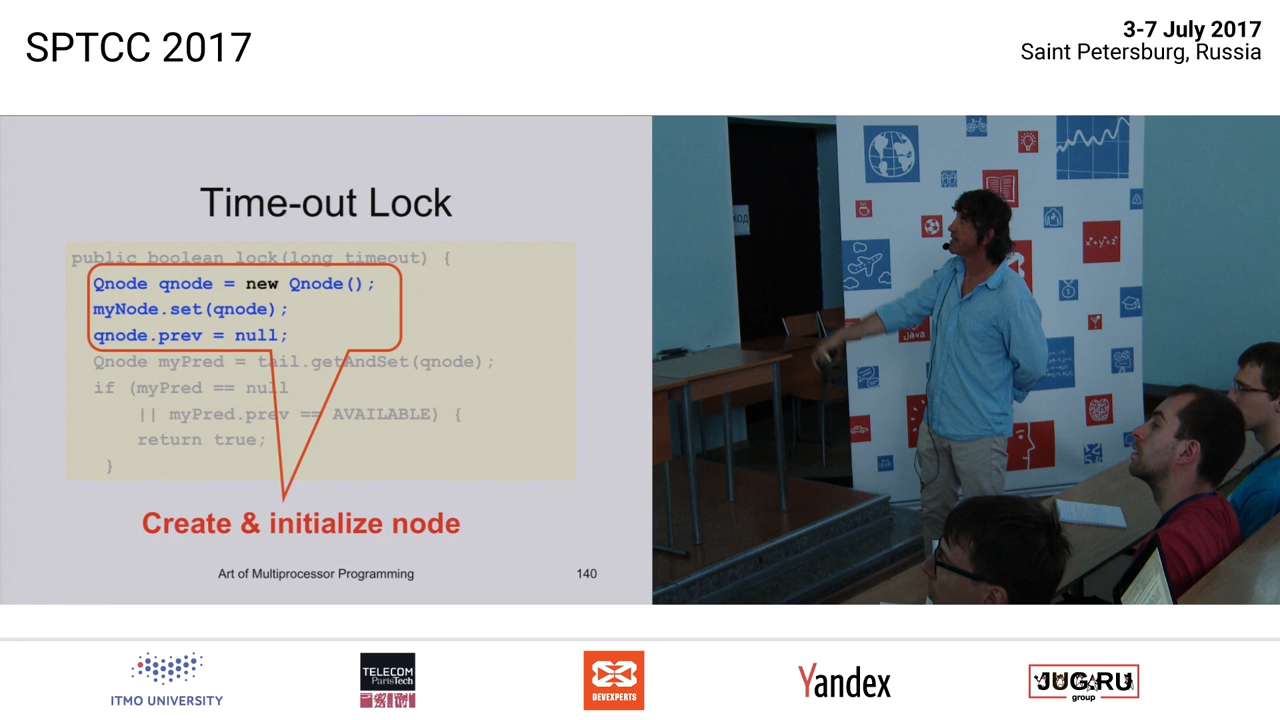 SPTCC 2017
3-7 July 2017
Saint Petersburg, Russia
Time-out Lock
public boolean lock(long timeout) {
Qnode qnode = new Qnode();
myNode.set(qnode);
qnode.prev = null;
Qnode myPred = tail.getAndSet(qnode);
if (myPred == null
|| myPred.prev == AVAILABLE) {
return true;
}
Create & initialize node
Art of Multiprocessor Programming
140
java
ITMO UNIVERSITY
TELECOM
ParisTech
DEVEXPERTS
Yandex
JUG.RU
group